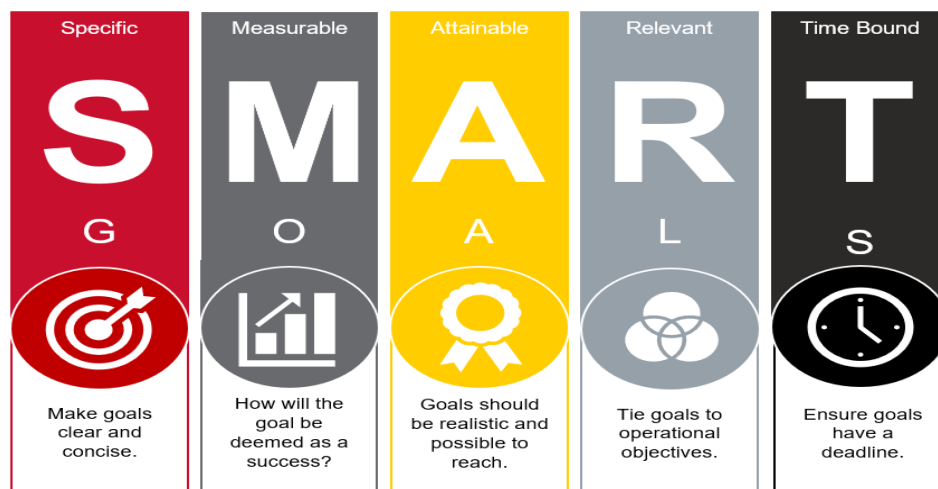 Specific
Measurable
Attainable
Relevant
Time Bound
S
M
A
R
T
G
O
A
L
S
Make goals
clear and
concise.
How will the
goal be
deemed as a
success?
Goals should
be realistic and
possible to
reach.
Tie goals to
operational
objectives.
Ensure goals
have a
deadline.